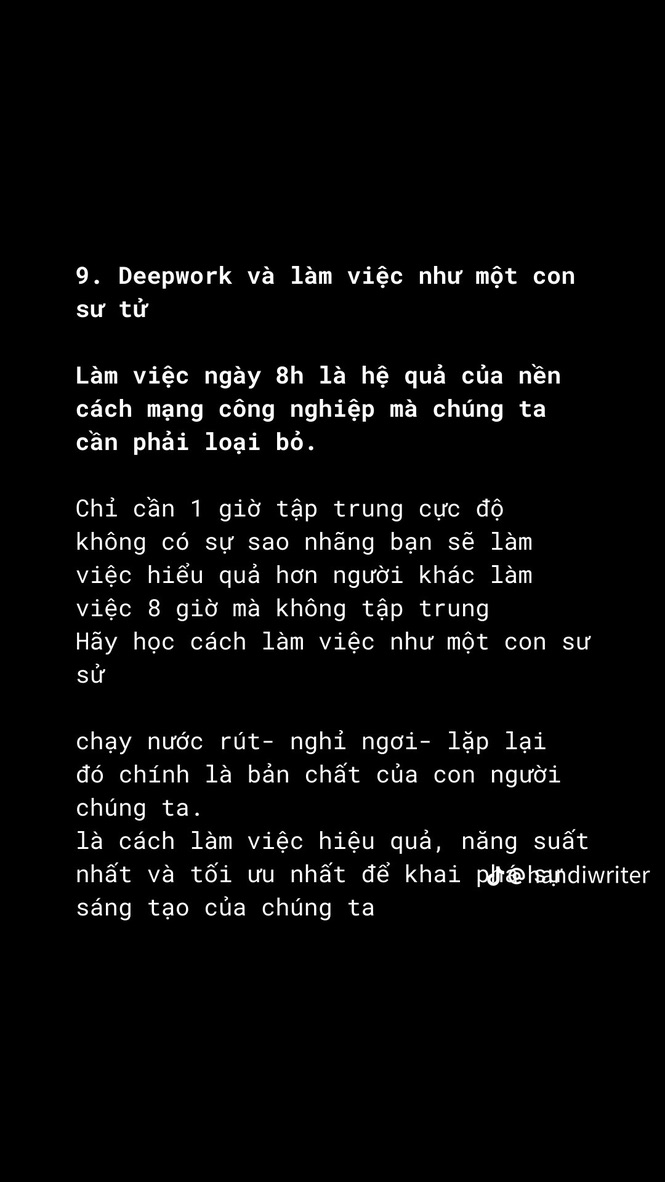 9. Deepwork và làm việc như một con
sư tử
Làm việc ngày 8h là hệ quả của nền
cách mạng công nghiệp mà chúng ta
cần phải loại bỏ.
Chỉ cần 1 giờ tập trung cực độ
không có sự sao nhãng bạn sẽ làm
việc hiểu quả hơn người khác làm
việc 8 giờ mà không tập trung
Hãy học cách làm việc như một con sư
sử
chạy nước rút- nghỉ ngơi- lặp lại
đó chính là bản chất của con người
chúng ta.
là cách làm việc hiệu quả, năng suất
nhất và tối ưu nhất để khai phá sự
@handiwriter
sáng tạo của chúng ta